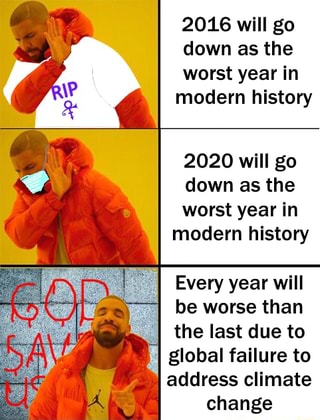 RIP
2016 will go
down as the
worst year in
modern history
2020 will go
down as the
worst year in
modern history
GOD
SAV
US
Every year will
be worse than
the last due to
global failure to
address climate
change